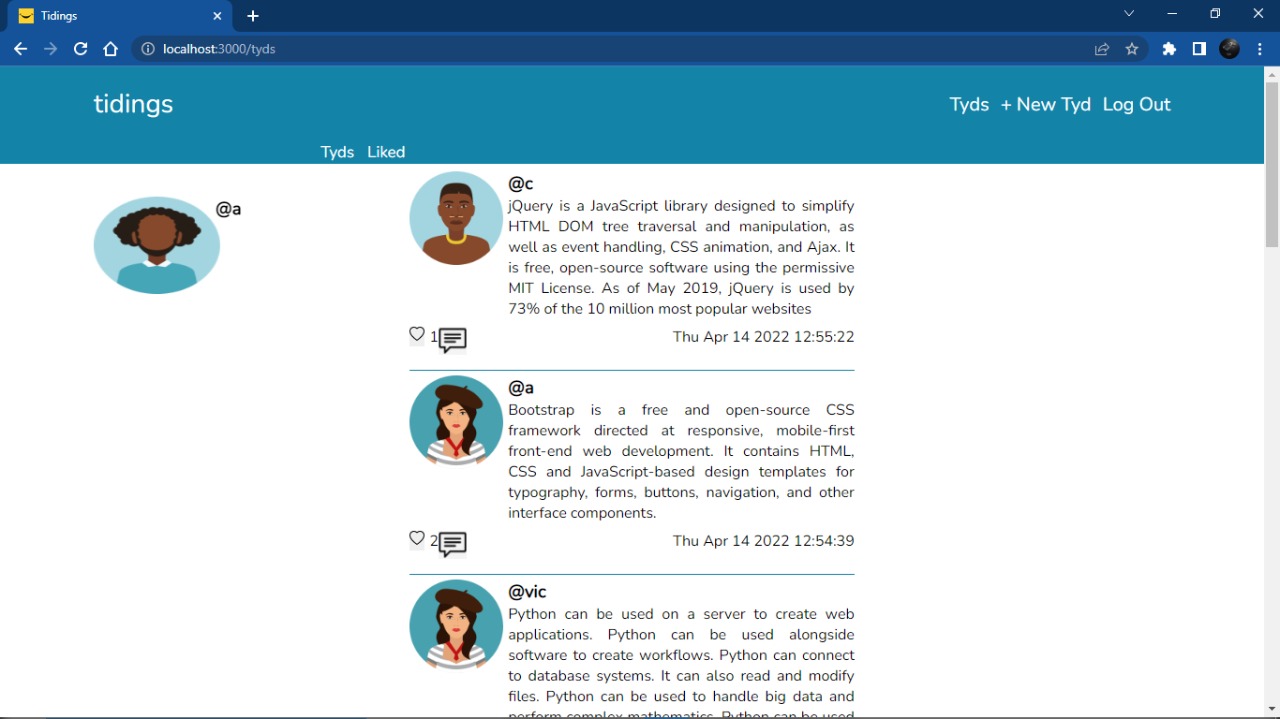 Tidings
localhost:3000/tyds
tidings
Tyds + New Tyd Log Out
Tyds Liked
@a
@c
jQuery is a JavaScript library designed to simplify
HTML DOM tree traversal and manipulation, as
well as event handling, CSS animation, and Ajax. It
is free, open-source software using the permissive
MIT License. As of May 2019, jQuery is used by
73% of the 10 million most popular websites
1 Thu Apr 14 2022 12:55:22
@a
Bootstrap is a free and open-source CSS
framework directed at responsive, mobile-first
front-end web development. It contains HTML,
CSS and JavaScript-based design templates for
typography, forms, buttons, navigation, and other
interface components.
2 Thu Apr 14 2022 12:54:39
@vic
Python can be used on a server to create web
applications. Python can be used alongside
software to create workflows. Python can connect
to database systems. It can also read and modify
files. Python can be used to handle big data and
perform complex mathematics. Python can be used